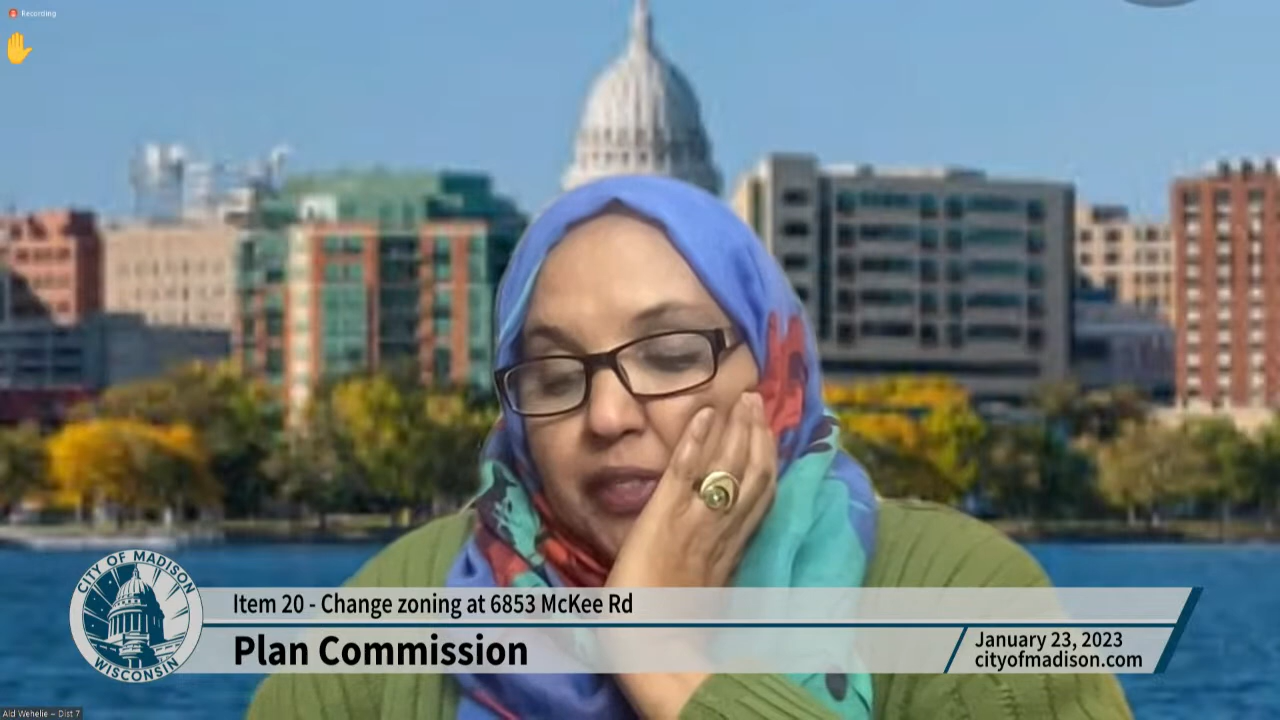 Recording
CITY OF MADISON
WISCONSIN
Item 20 - Change zoning at 6853 McKee Rd
Plan Commission
January 23, 2023
cityofmadison.com
Ald Wehelie – Dist 7